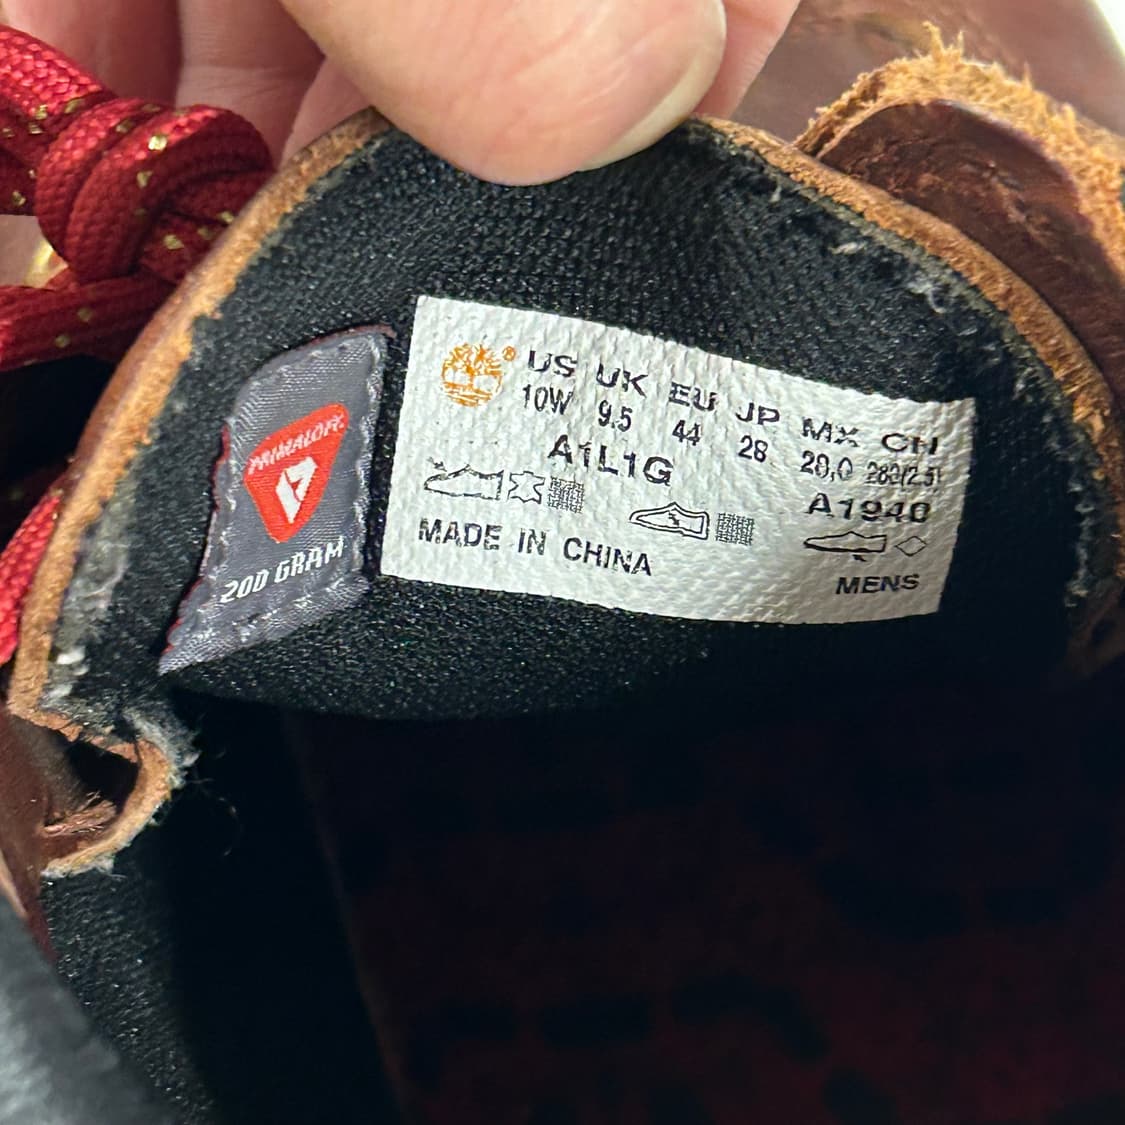 PRIMALOFT®
200 GRAM
® US UK EU JP MX CH
10W 9.5 44 28 28,0 280(2.5)
A1L1G A1940
MADE IN CHINA MENS